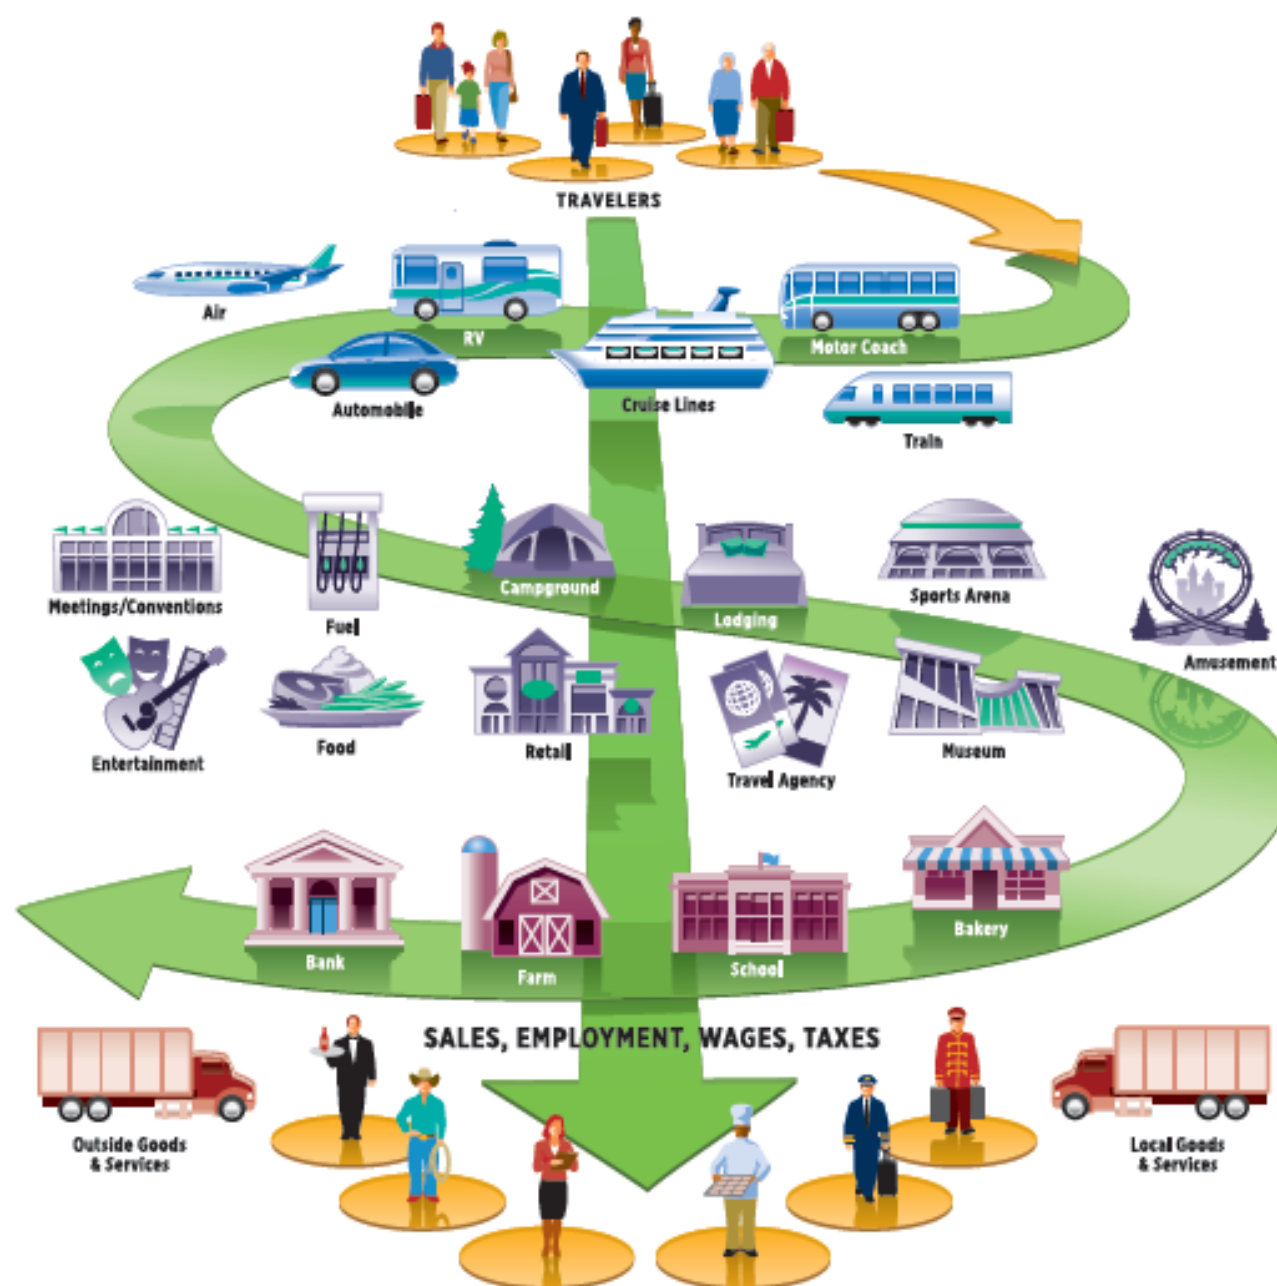 TRAVELERS
Air
RV
Motor Coach
Automobile
Cruise Lines
Train
Meetings/Conventions
Fuel
Campground
Lodging
Sports Arena
Amusement
Entertainment
Food
Retail
Travel Agency
Museum
Bank
Farm
School
Bakery
SALES, EMPLOYMENT, WAGES, TAXES
Outside Goods
& Services
Local Goods
& Services